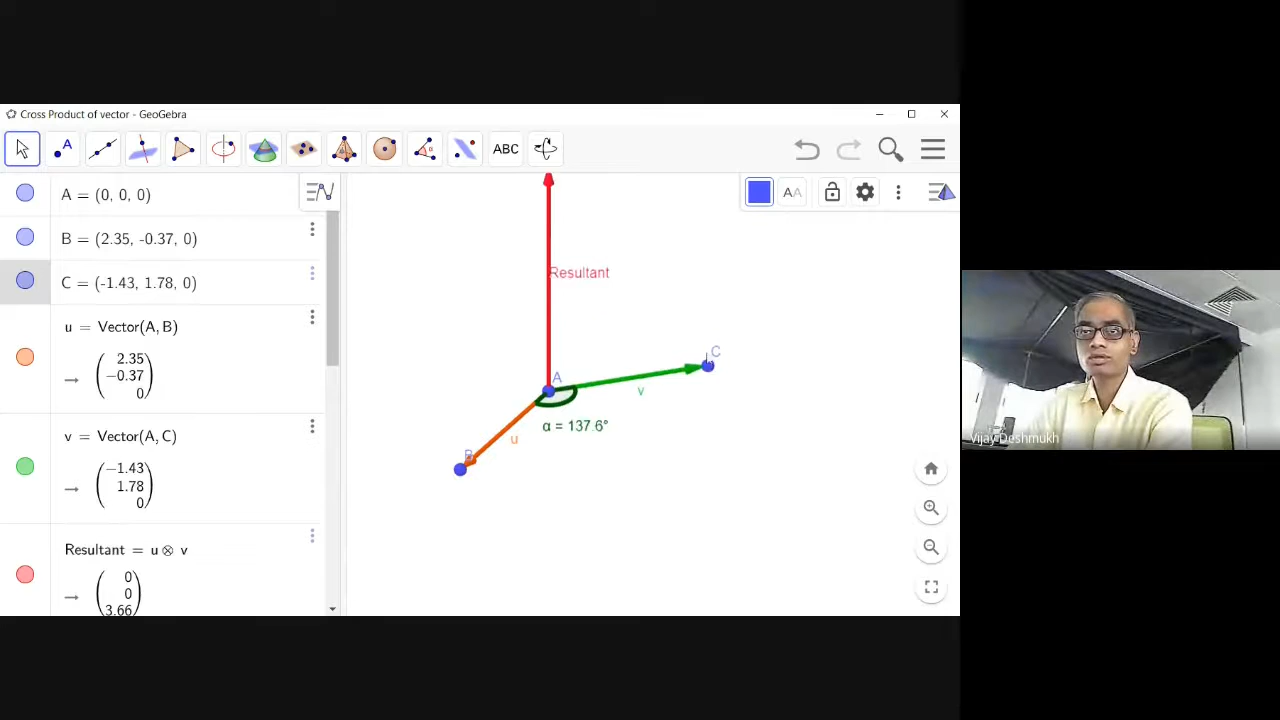 Cross Product of vector - GeoGebra
A
ABC
A = (0, 0, 0)
B = (2.35, -0.37, 0)
C = (-1.43, 1.78, 0)
u = Vector(A, B)
→ (2.35
−0.37
0)
v = Vector(A, C)
→ (−1.43
1.78
0)
Resultant = u ⊗ v
→ (0
0
3.66
AA
Resultant
C
A
v
α = 137.6°
u
B
Vijay Deshmukh